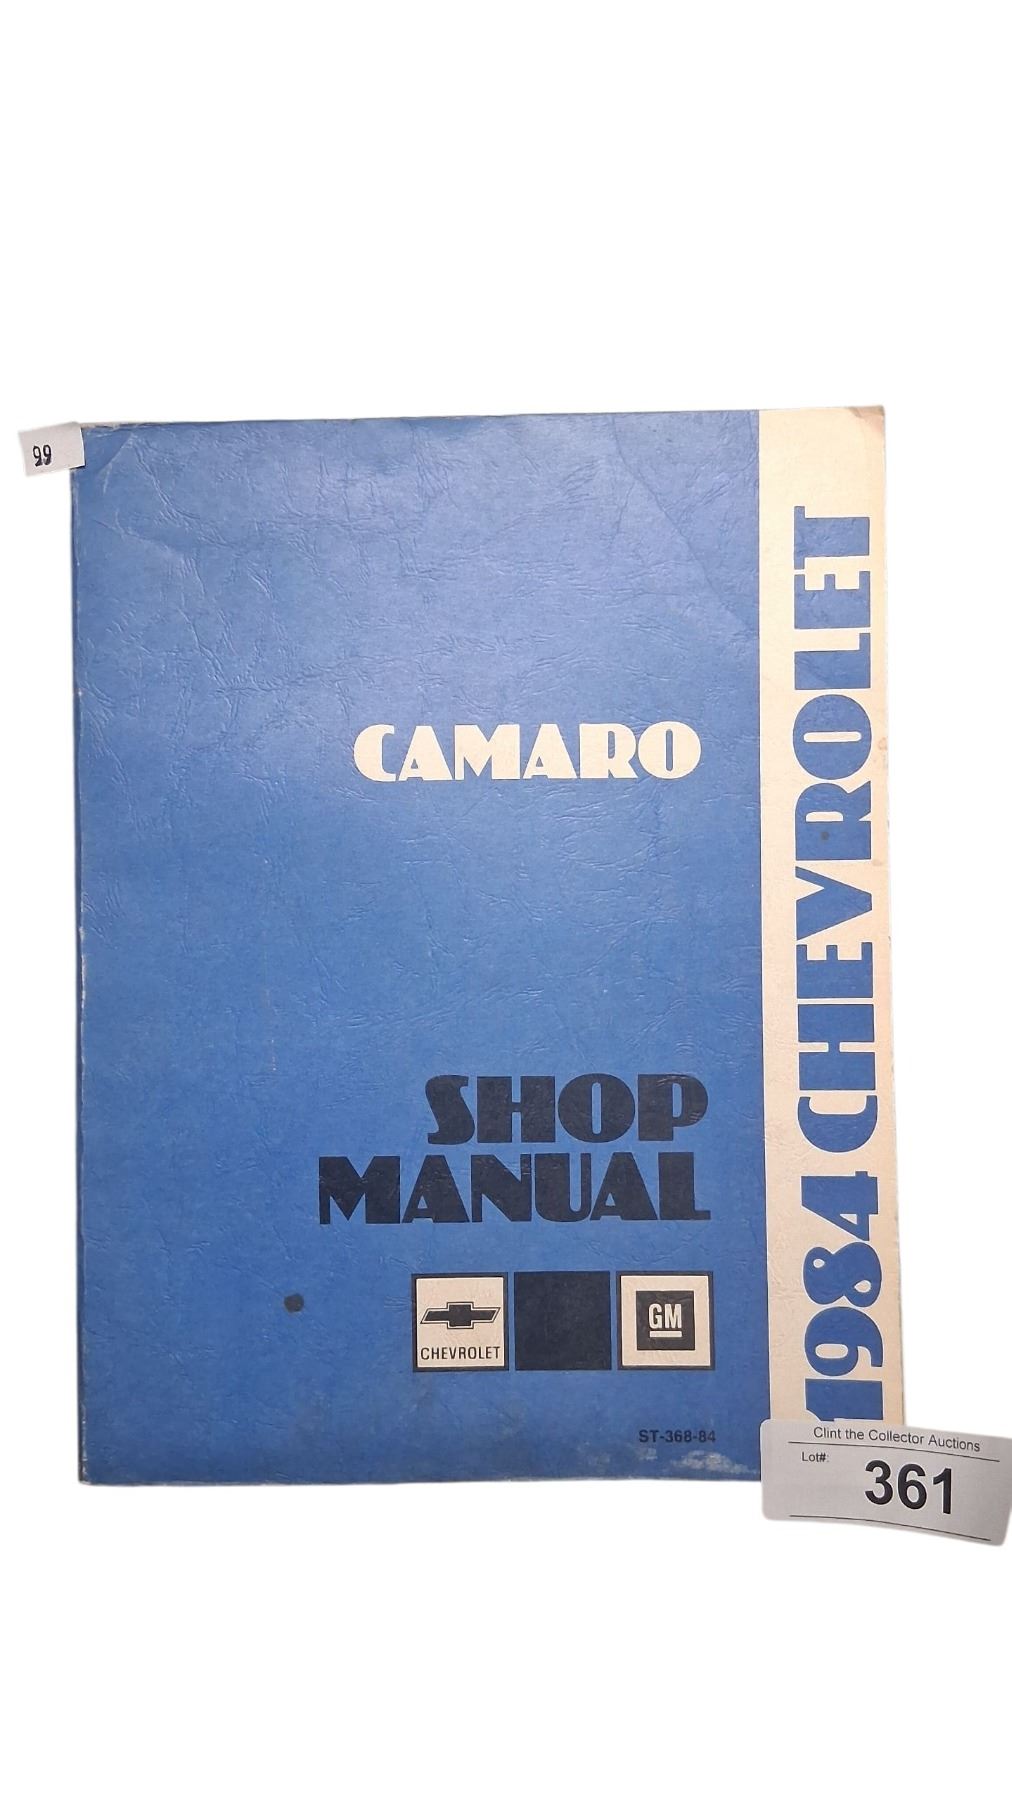 99
CAMARO
SHOP
MANUAL
CHEVROLET
GM
ST-368-84
1984 CHEVROLET
Clint the Collector Auctions
Lot#:
361